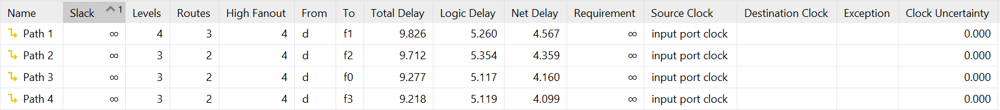 Name Slack 1 Levels Routes High Fanout From To Total Delay Logic Delay Net Delay Requirement Source Clock Destination Clock Exception Clock Uncertainty
Path 1 ∞ 4 3 4 d f1 9.826 5.260 4.567 ∞ input port clock 0.000
Path 2 ∞ 3 2 4 d f2 9.712 5.354 4.359 ∞ input port clock 0.000
Path 3 ∞ 3 2 4 d f0 9.277 5.117 4.160 ∞ input port clock 0.000
Path 4 ∞ 3 2 4 d f3 9.218 5.119 4.099 ∞ input port clock 0.000